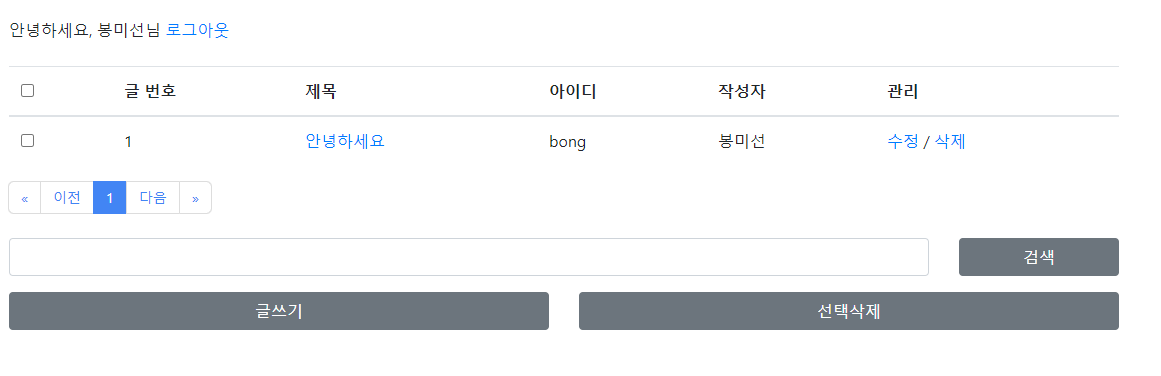 안녕하세요, 봉미선님 로그아웃
글 번호 제목 아이디 작성자 관리
1 안녕하세요 bong 봉미선 수정 / 삭제
« 이전 1 다음 »
검색
글쓰기 선택삭제